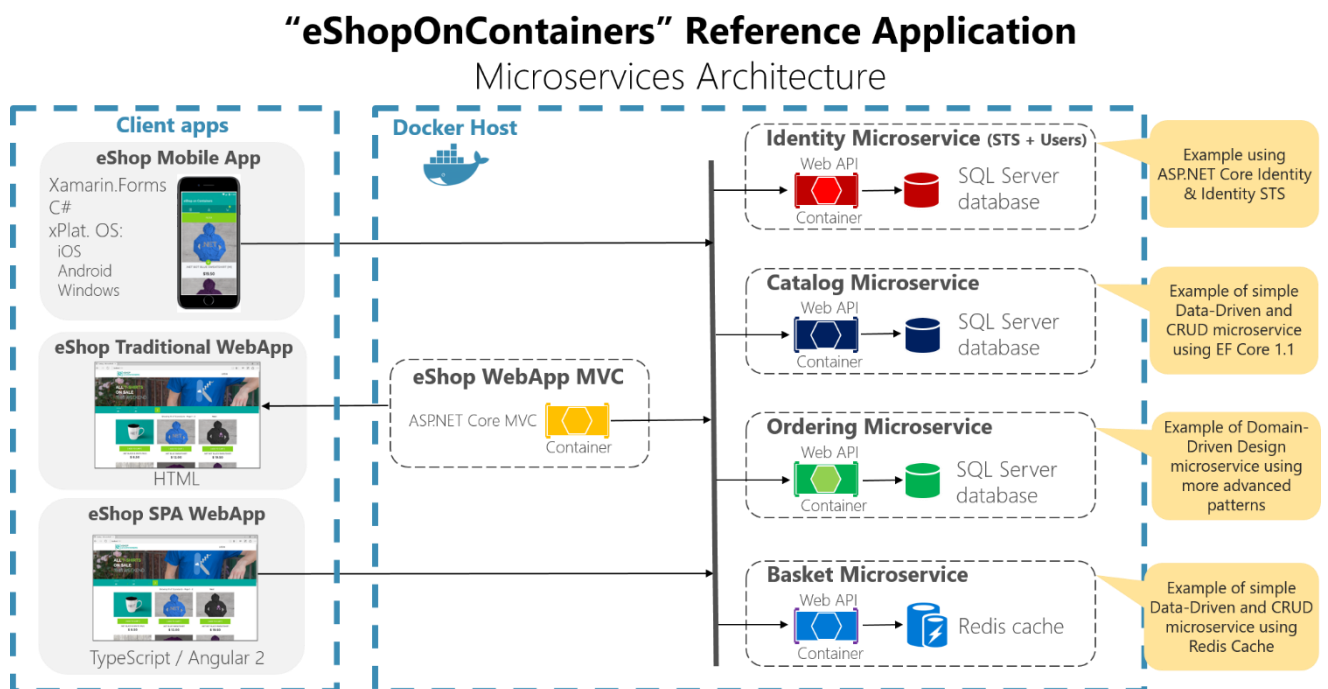 “eShopOnContainers” Reference Application
Microservices Architecture
Client apps
eShop Mobile App
Xamarin.Forms
C#
xPlat. OS:
iOS
Android
Windows
eShop Traditional WebApp
HTML
eShop SPA WebApp
TypeScript / Angular 2
Docker Host
eShop WebApp MVC
ASP.NET Core MVC
Container
Identity Microservice (STS + Users)
Web API
Container
SQL Server
database
Catalog Microservice
Web API
Container
SQL Server
database
Ordering Microservice
Web API
Container
SQL Server
database
Basket Microservice
Web API
Container
Redis cache
Example using
ASP.NET Core Identity
& Identity STS
Example of simple
Data-Driven and
CRUD microservice
using EF Core 1.1
Example of Domain-
Driven Design
microservice using
more advanced
patterns
Example of simple
Data-Driven and CRUD
microservice using
Redis Cache